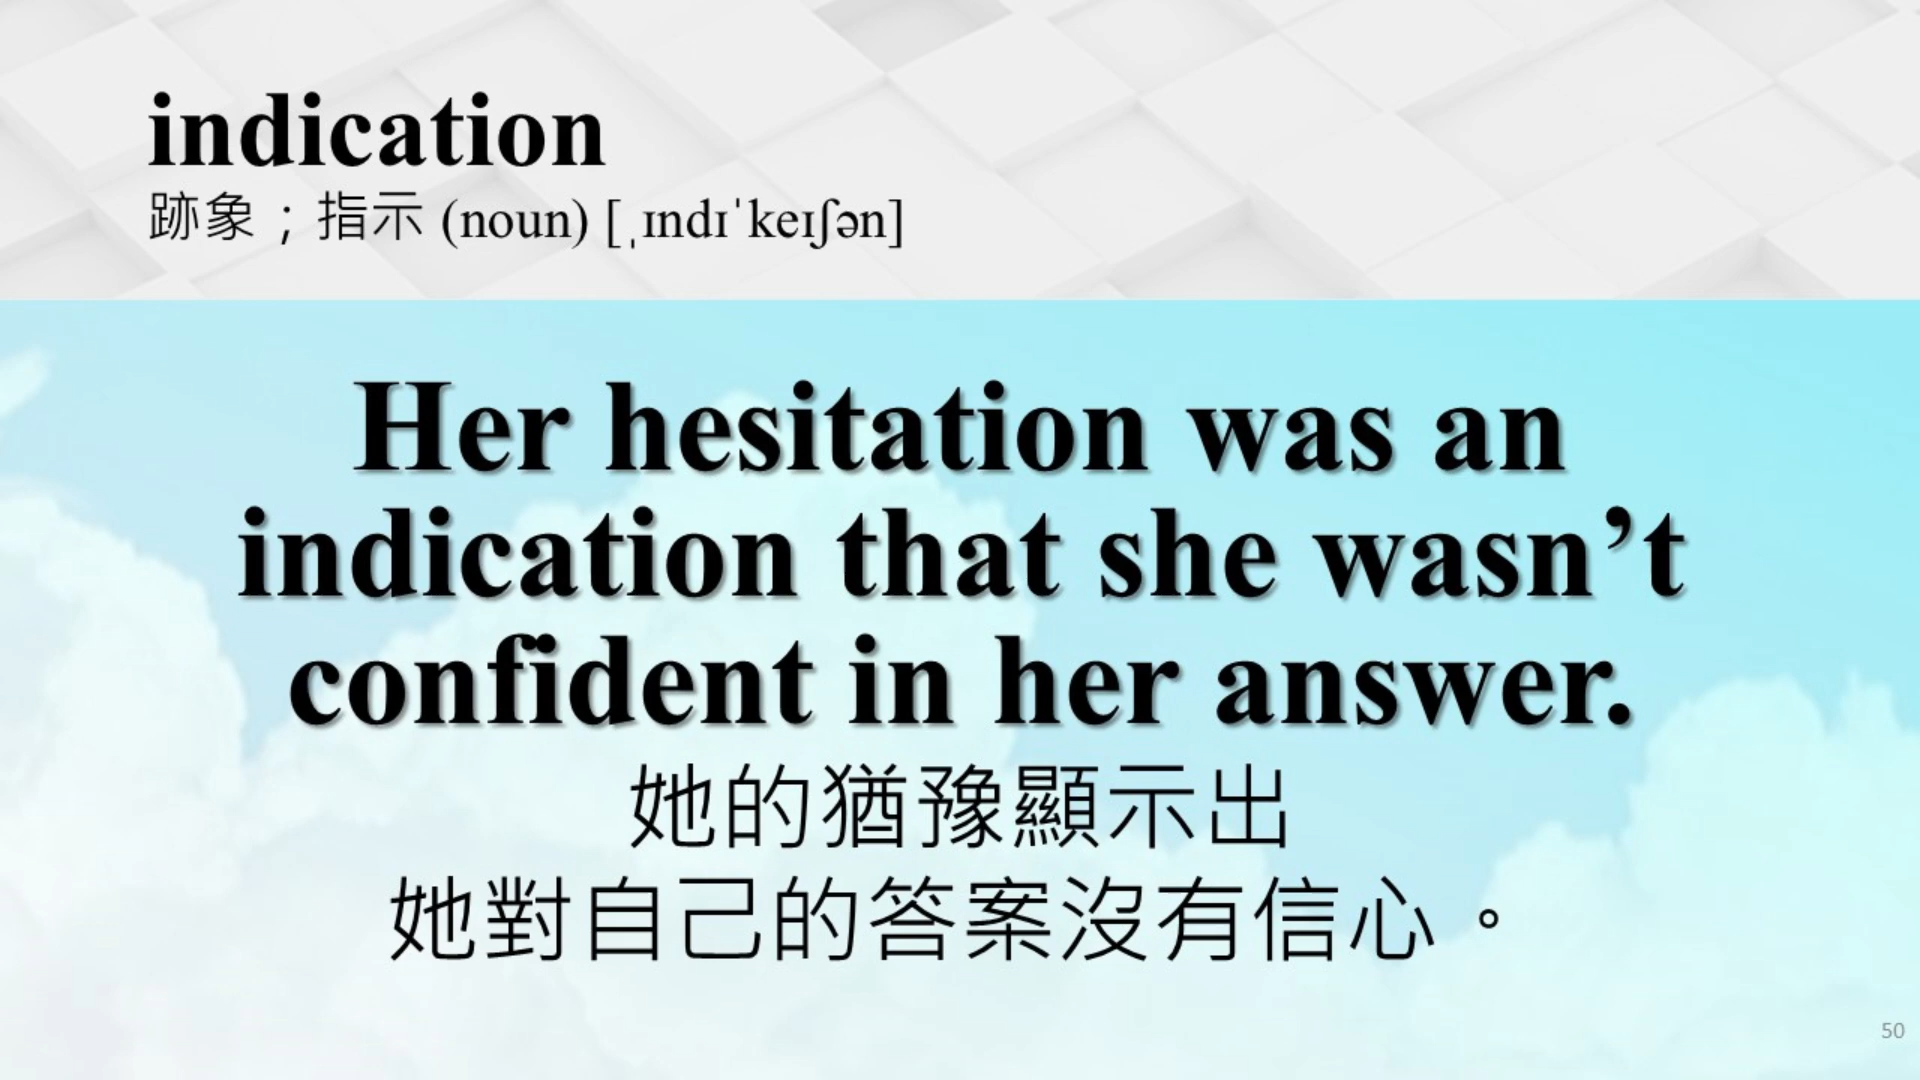 indication
跡象；指示 (noun) [ˌɪndɪˈkeɪʃən]
Her hesitation was an
indication that she wasn’t
confident in her answer.
她的猶豫顯示出
她對自己的答案沒有信心。
50